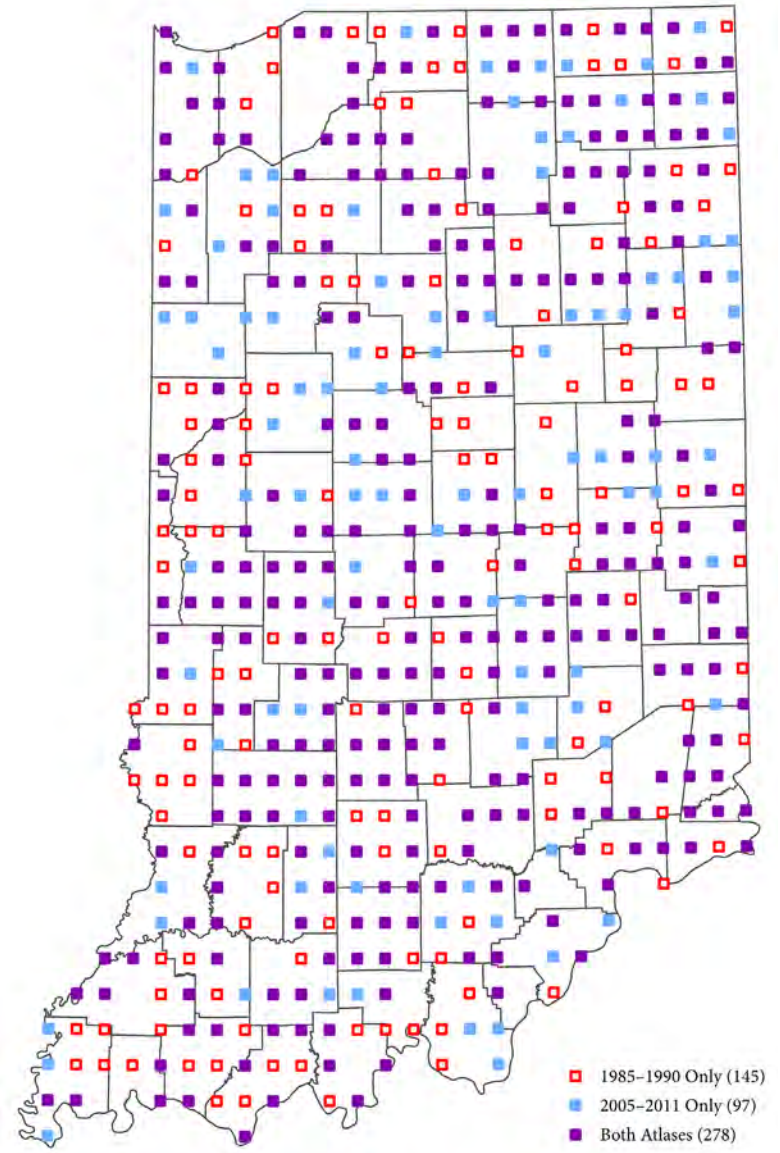 1985–1990 Only (145)
2005–2011 Only (97)
Both Atlases (278)